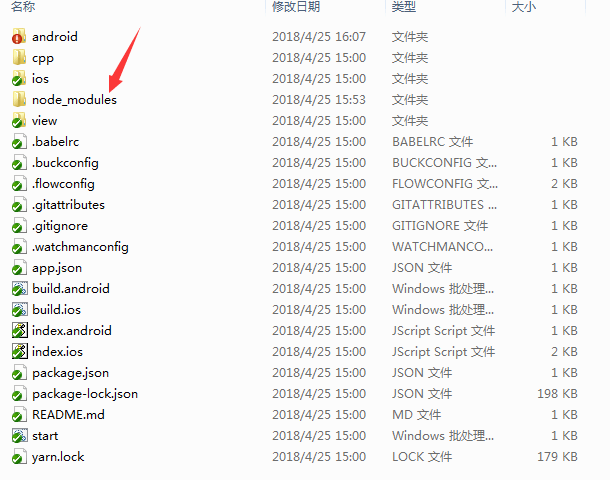 名称 修改日期 类型 大小
android 2018/4/25 16:07 文件夹
cpp 2018/4/25 15:00 文件夹
ios 2018/4/25 15:00 文件夹
node_modules 2018/4/25 15:53 文件夹
view 2018/4/25 15:00 文件夹
.babelrc 2018/4/25 15:00 BABELRC 文件 1 KB
.buckconfig 2018/4/25 15:00 BUCKCONFIG 文... 1 KB
.flowconfig 2018/4/25 15:00 FLOWCONFIG 文... 2 KB
.gitattributes 2018/4/25 15:00 GITATTRIBUTES ... 1 KB
.gitignore 2018/4/25 15:00 GITIGNORE 文件 1 KB
.watchmanconfig 2018/4/25 15:00 WATCHMANCO... 1 KB
app.json 2018/4/25 15:00 JSON 文件 1 KB
build.android 2018/4/25 15:00 Windows 批处理... 1 KB
build.ios 2018/4/25 15:00 Windows 批处理... 1 KB
index.android 2018/4/25 15:00 JScript Script 文件 1 KB
index.ios 2018/4/25 15:00 JScript Script 文件 2 KB
package.json 2018/4/25 15:00 JSON 文件 1 KB
package-lock.json 2018/4/25 15:00 JSON 文件 198 KB
README.md 2018/4/25 15:00 MD 文件 1 KB
start 2018/4/25 15:00 Windows 批处理... 1 KB
yarn.lock 2018/4/25 15:00 LOCK 文件 179 KB